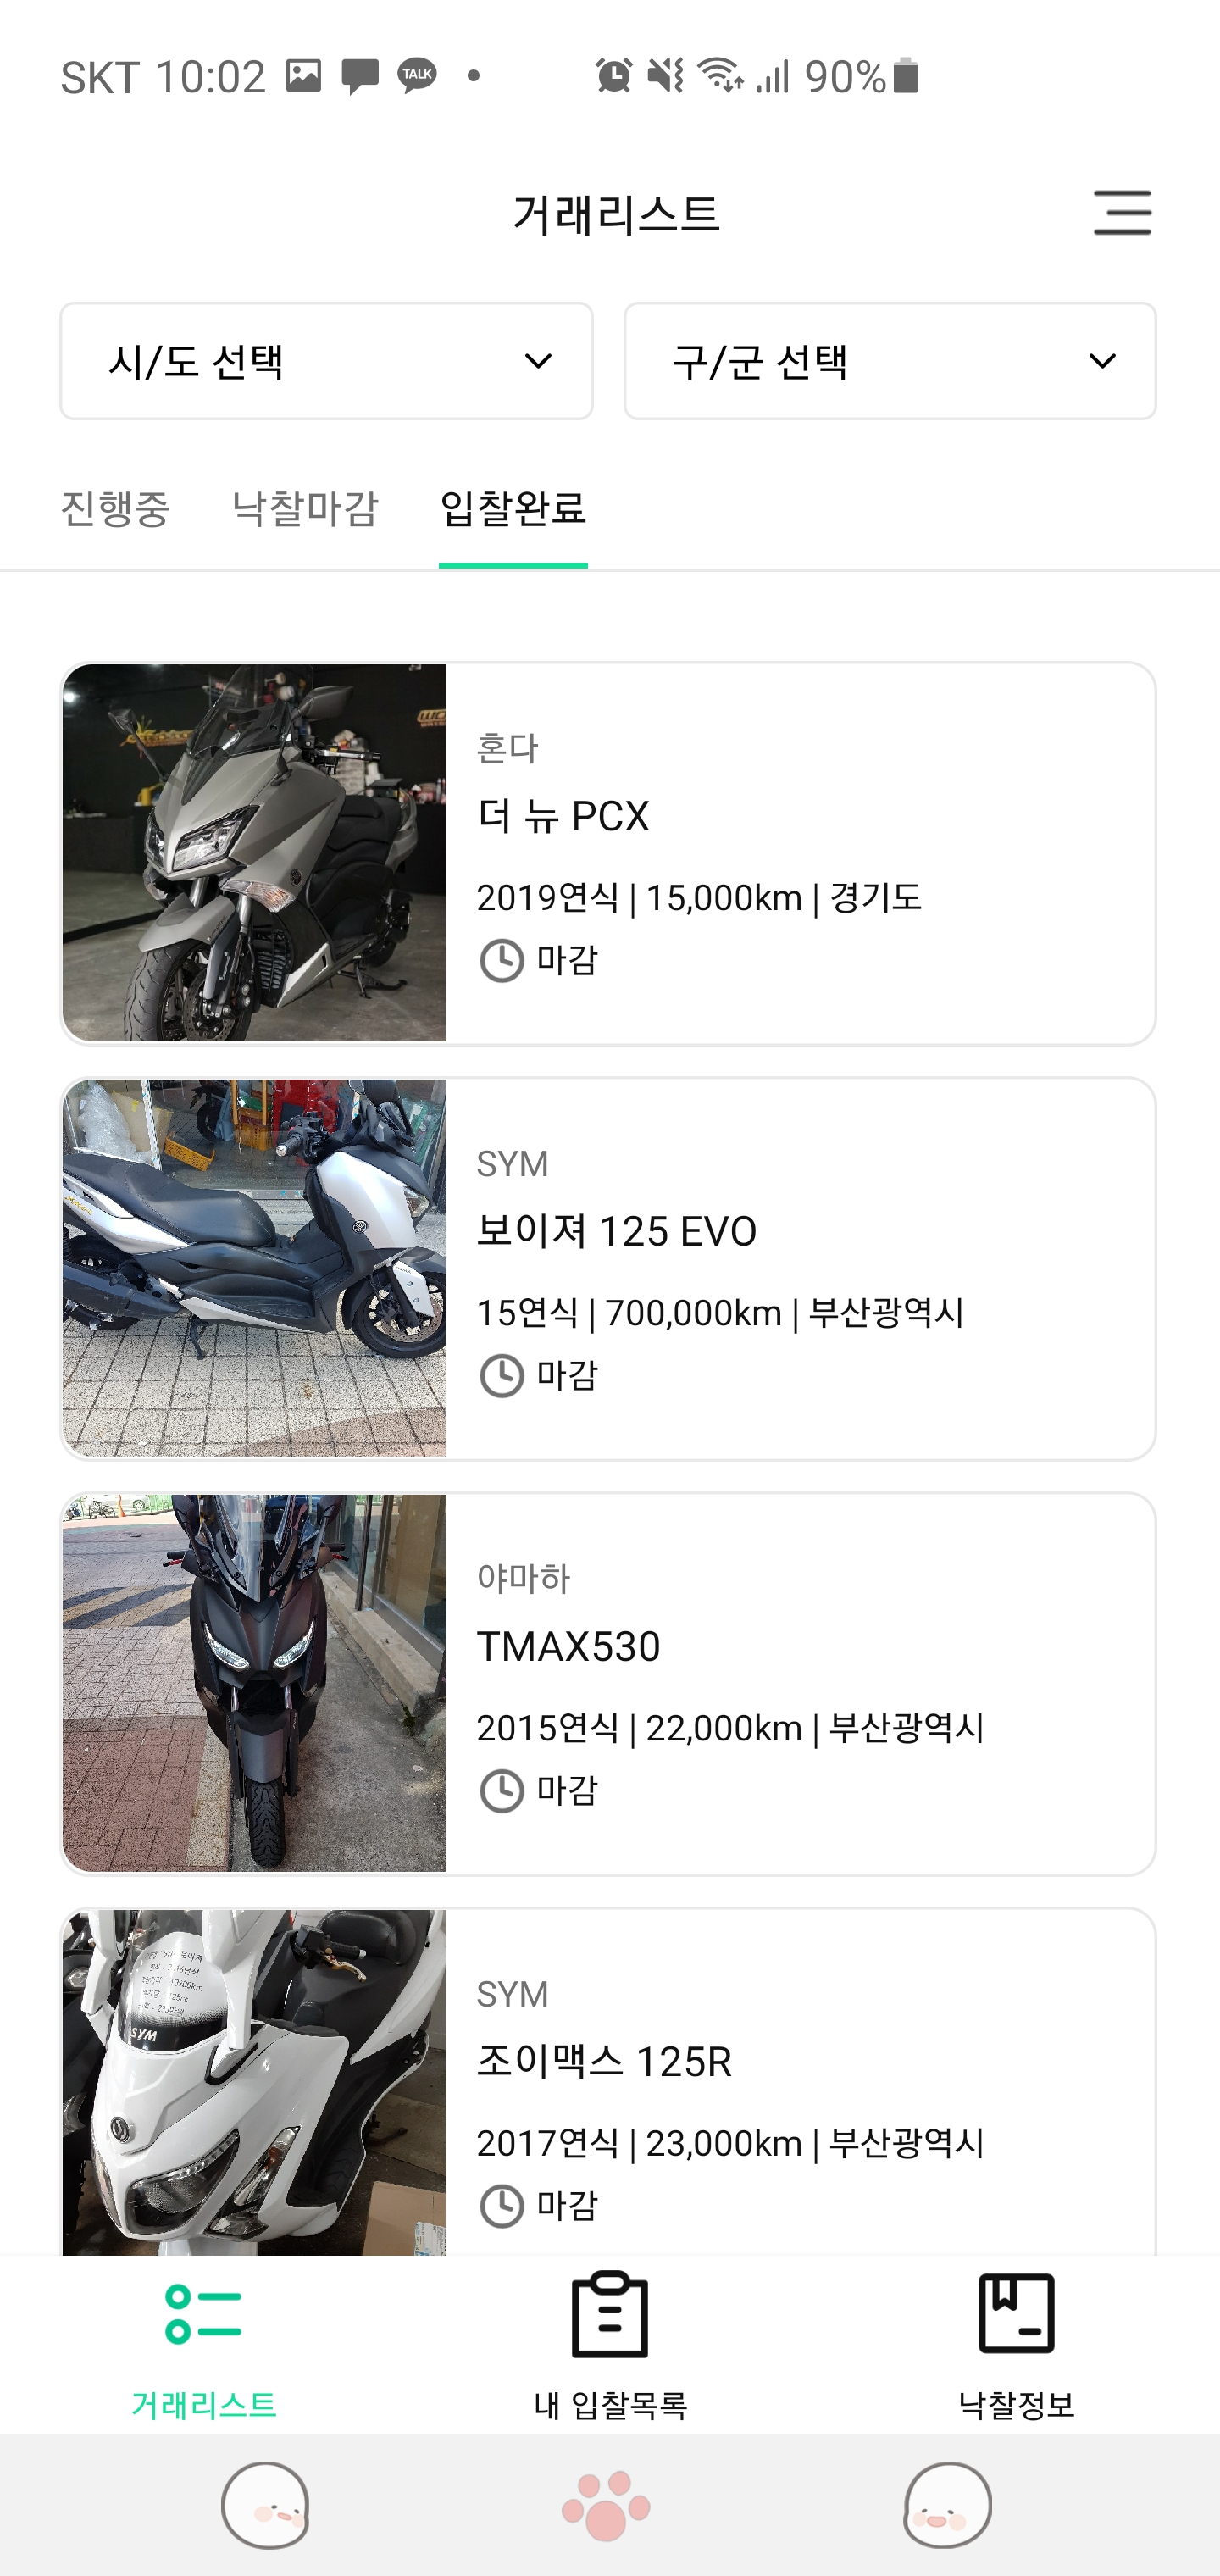 SKT 10:02 TALK 90%
거래리스트
시/도 선택 구/군 선택
진행중 낙찰마감 입찰완료
혼다
더 뉴 PCX
2019연식 | 15,000km | 경기도
마감
SYM
보이져 125 EVO
15연식 | 700,000km | 부산광역시
마감
야마하
TMAX530
2015연식 | 22,000km | 부산광역시
마감
SYM
SYM
조이맥스 125R
2017연식 | 23,000km | 부산광역시
마감
거래리스트 내 입찰목록 낙찰정보